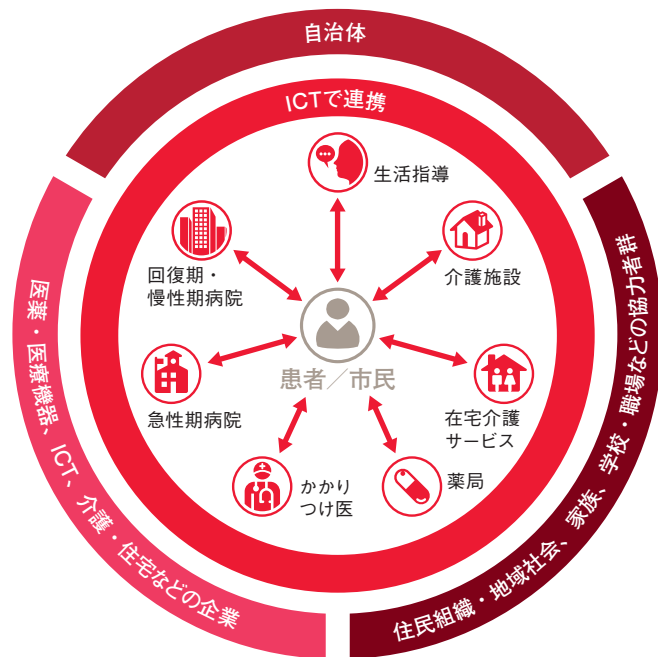 自治体
ICTで連携
生活指導
回復期・
慢性期病院
介護施設
患者／市民
急性期病院
在宅介護
サービス
かかり
つけ医
薬局
医薬・医療機器、ICT、介護・住宅などの企業
住民組織・地域社会、家族、学校・職場などの協力者群